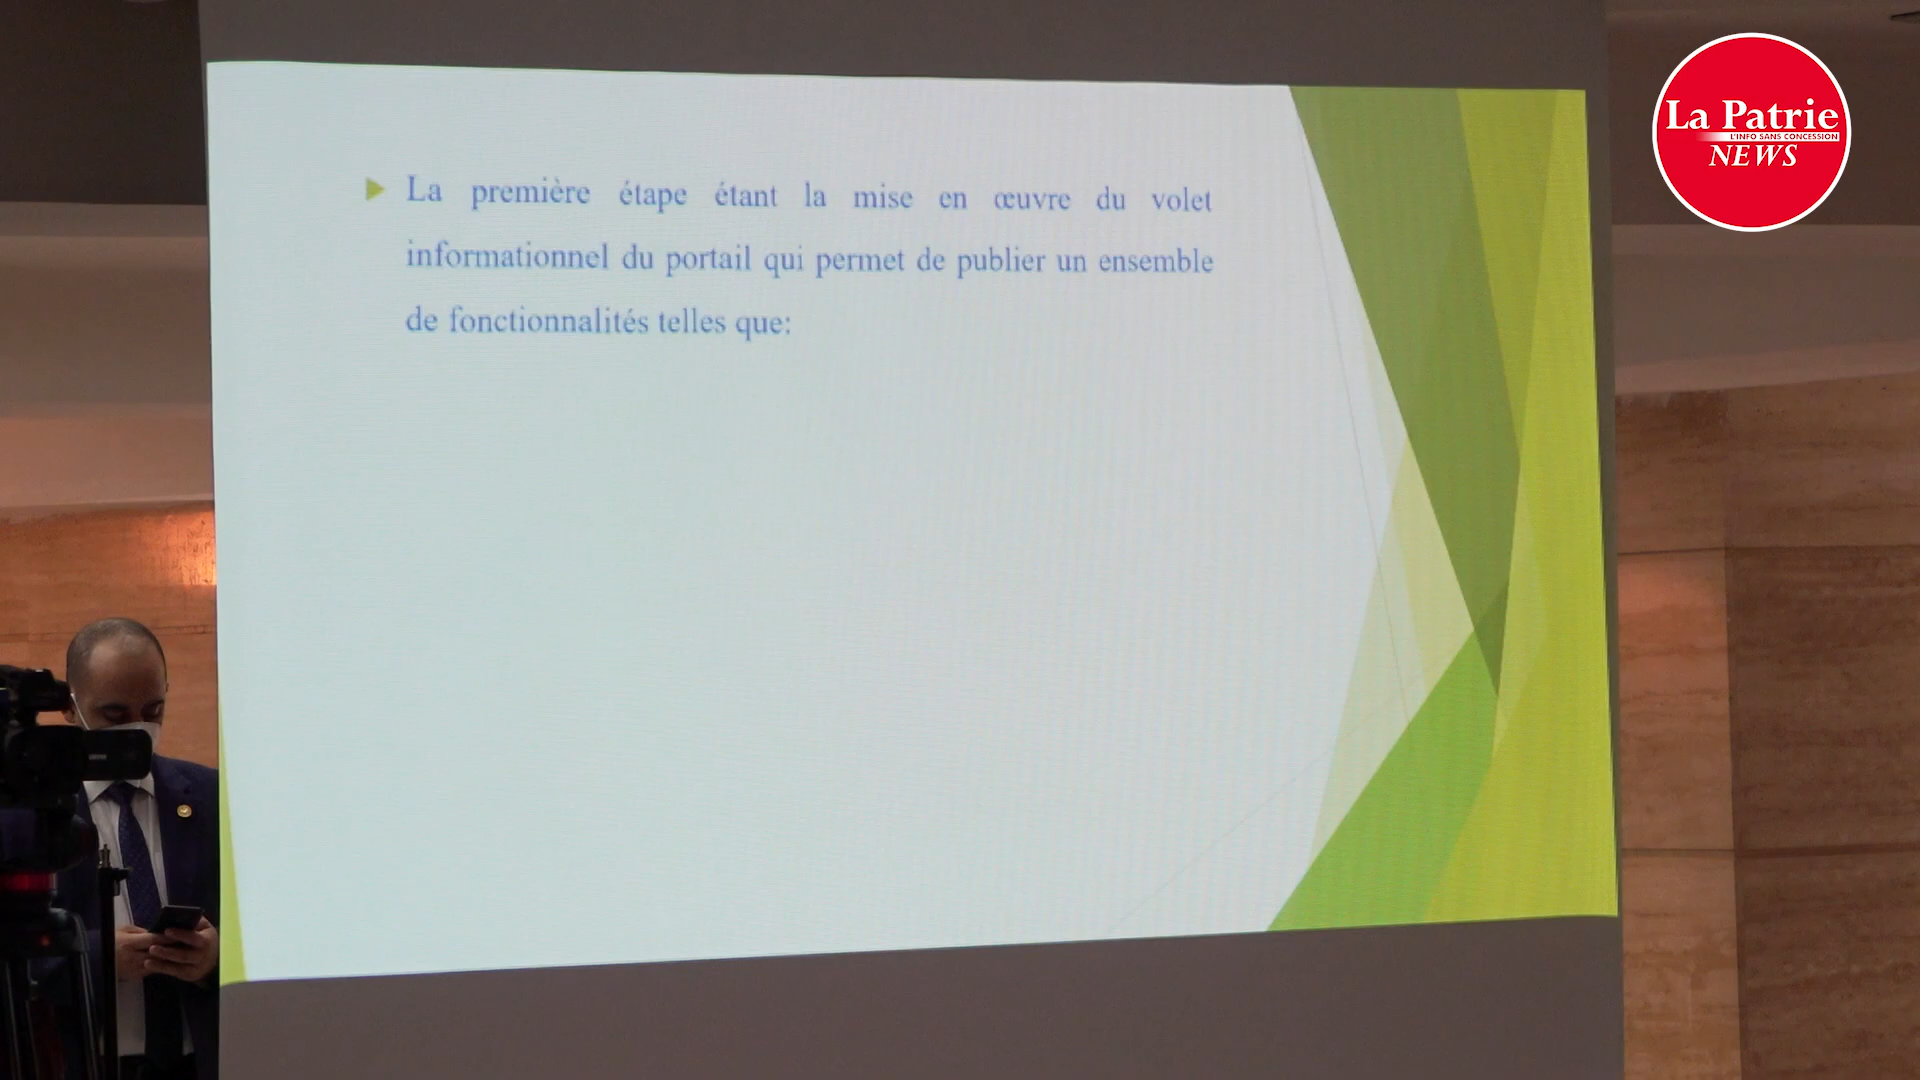 La première étape étant la mise en œuvre du volet
informationnel du portail qui permet de publier un ensemble
de fonctionnalités telles que:
La Patrie
L'INFO SANS CONCESSION
NEWS